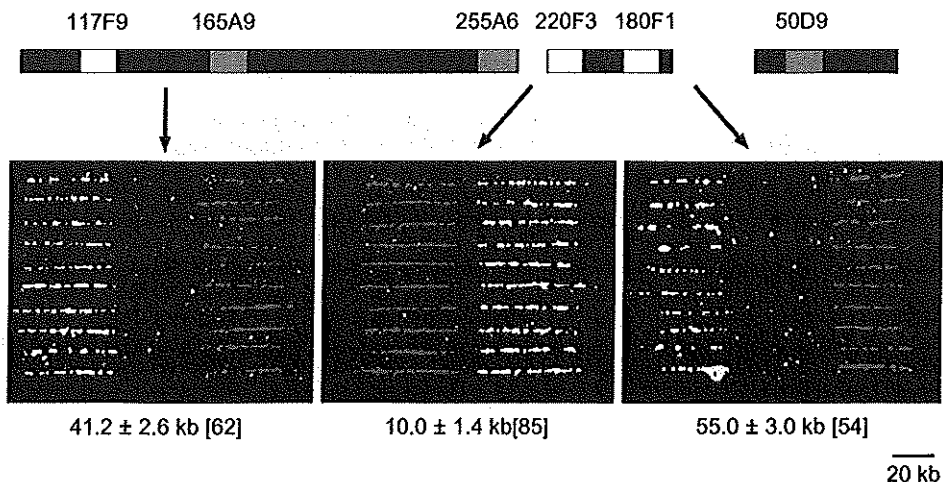 117F9 165A9 255A6 220F3 180F1 50D9
41.2 ± 2.6 kb [62] 10.0 ± 1.4 kb[85] 55.0 ± 3.0 kb [54]
20 kb